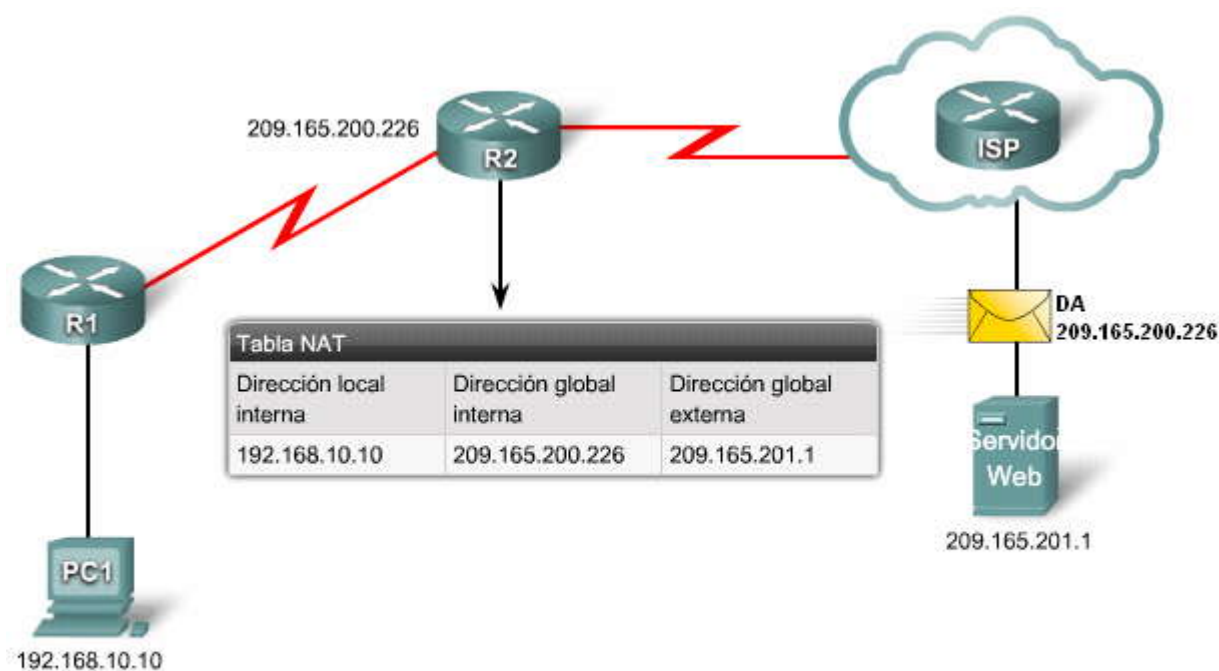 209.165.200.226
R2
ISP
R1
DA
209.165.200.226
Tabla NAT
Dirección local interna
Dirección global interna
Dirección global externa
192.168.10.10
209.165.200.226
209.165.201.1
Servidor
Web
209.165.201.1
PC1
192.168.10.10